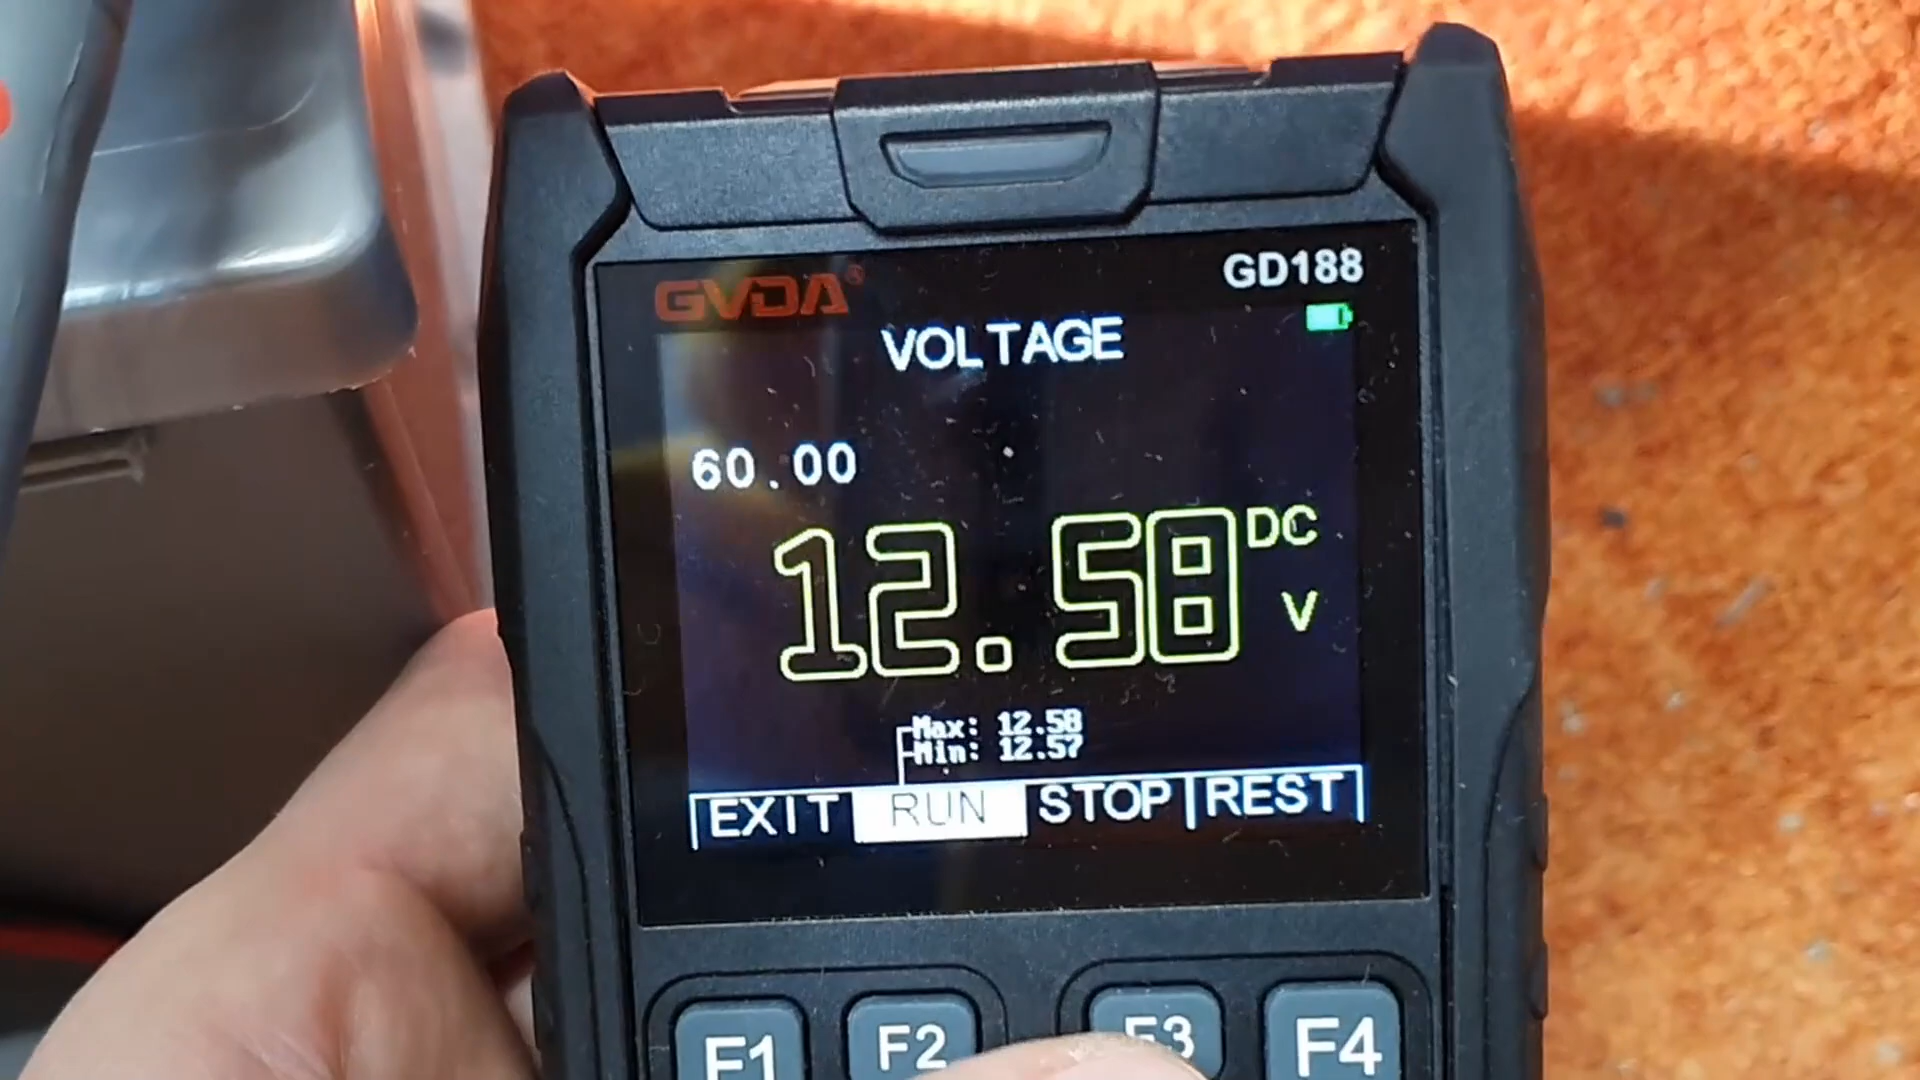 GVDA®
GD188
VOLTAGE
60.00
12.58 DC V
Max: 12.58
Min: 12.57
EXIT RUN STOP REST
F1 F2 F3 F4